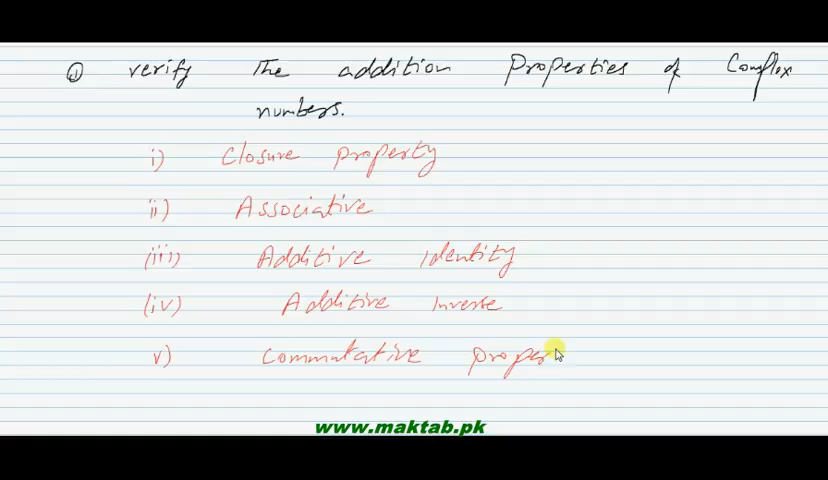 ① verify the addition Properties of Complex
numbers.
i) Closure property
ii) Associative
(iii) Additive identity
(iv) Additive inverse
v) Commutative proper
www.maktab.pk